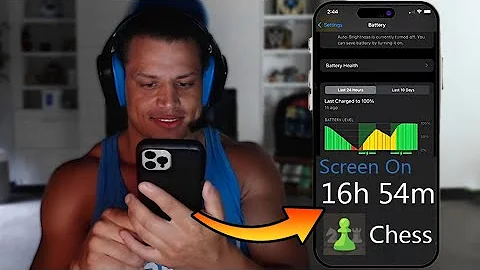 2:44
Settings
Battery
Auto-Brightness is currently turned off. You
can save battery by turning it on.
Battery Health
Last 24 Hours
Last 10 Days
Last Charged to 100%
BATTERY LEVEL
100%
50%
Screen On
16h 54m
Chess